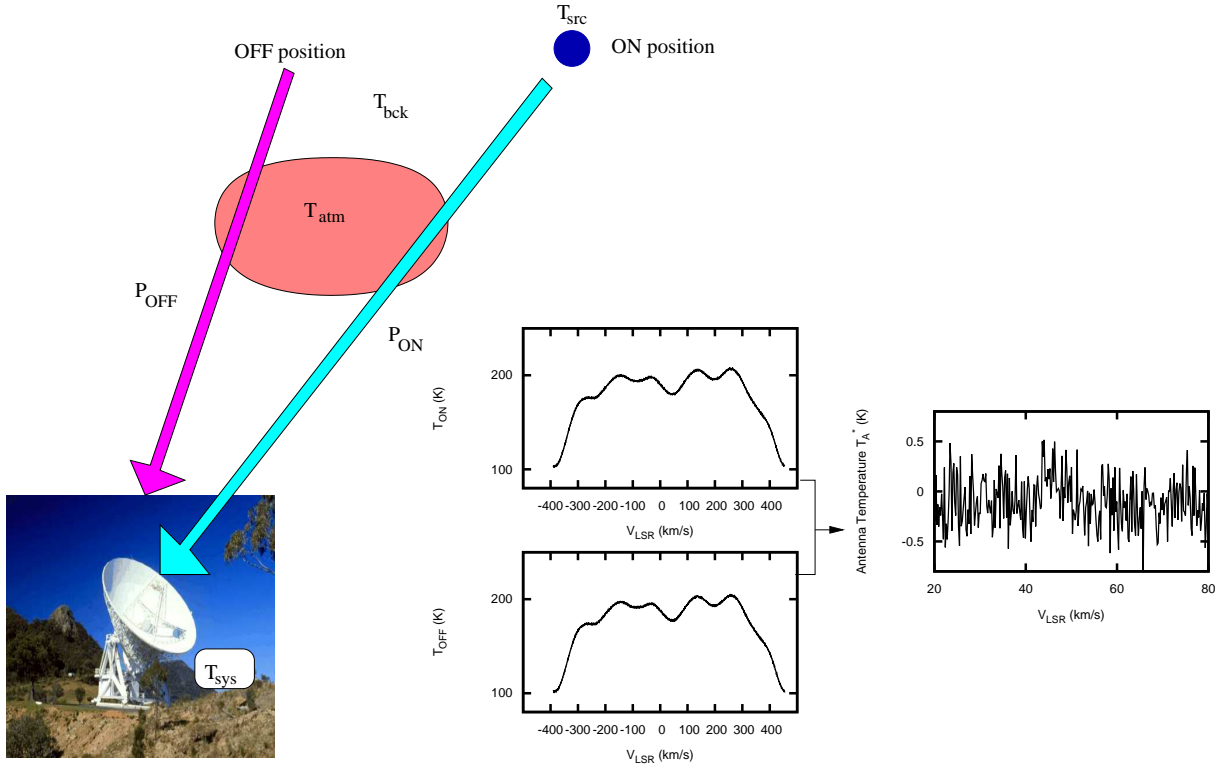 T_src
OFF position
ON position
T_bck
T_atm
P_OFF
P_ON
T_sys
T_ON (K)
200
100
-400 -300 -200 -100 0 100 200 300 400
V_LSR (km/s)
T_OFF (K)
200
100
-400 -300 -200 -100 0 100 200 300 400
V_LSR (km/s)
Antenna Temperature T_A^* (K)
0.5
0
-0.5
20 40 60 80
V_LSR (km/s)